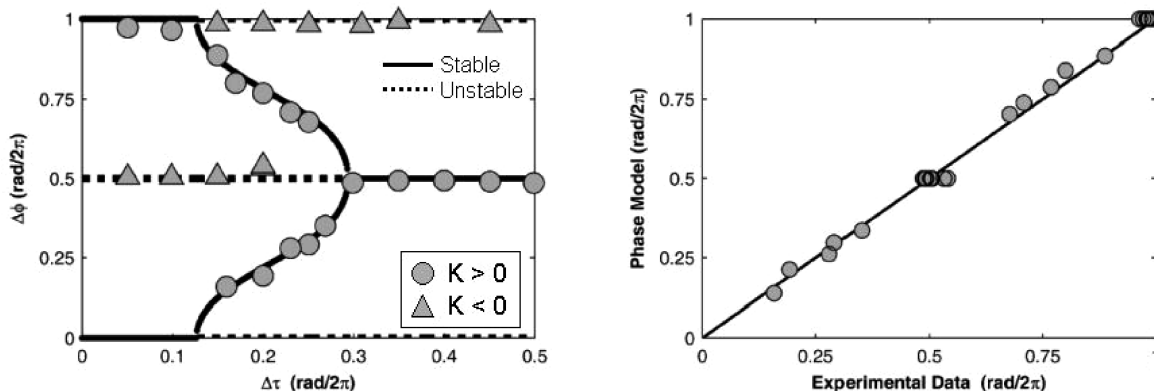 1
0.75
0.5
0.25
0
Δϕ (rad/2π)
Stable
Unstable
K > 0
K < 0
0
0.1
0.2
0.3
0.4
0.5
Δτ (rad/2π)
1
0.75
0.5
0.25
0
Phase Model (rad/2π)
0
0.25
0.5
0.75
1
Experimental Data (rad/2π)